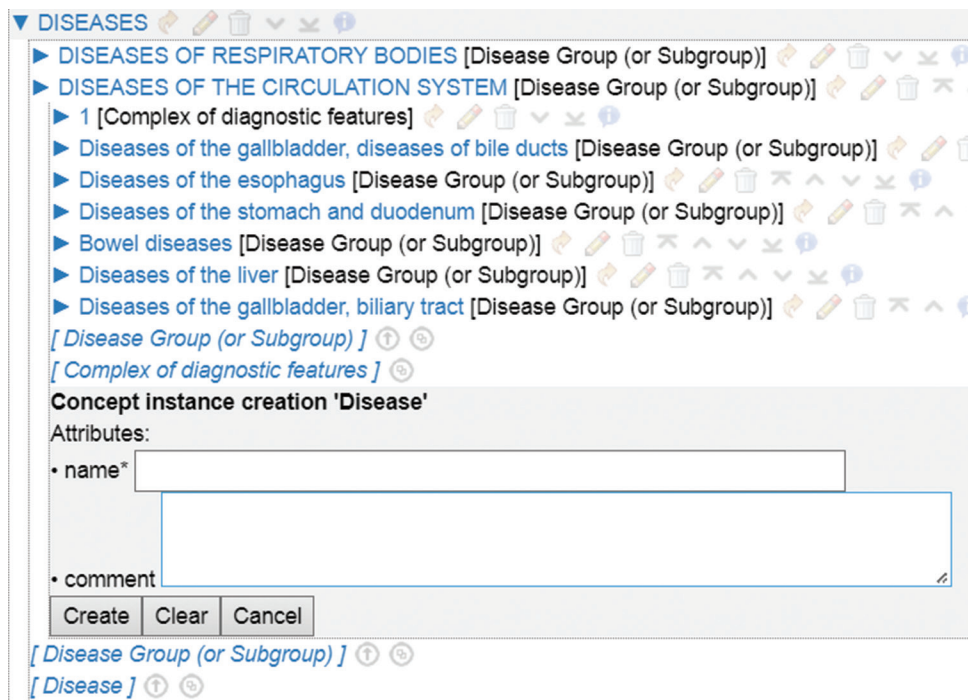 ▼ DISEASES
► DISEASES OF RESPIRATORY BODIES [Disease Group (or Subgroup)]
► DISEASES OF THE CIRCULATION SYSTEM [Disease Group (or Subgroup)]
► 1 [Complex of diagnostic features]
► Diseases of the gallbladder, diseases of bile ducts [Disease Group (or Subgroup)]
► Diseases of the esophagus [Disease Group (or Subgroup)]
► Diseases of the stomach and duodenum [Disease Group (or Subgroup)]
► Bowel diseases [Disease Group (or Subgroup)]
► Diseases of the liver [Disease Group (or Subgroup)]
► Diseases of the gallbladder, biliary tract [Disease Group (or Subgroup)]
[ Disease Group (or Subgroup) ]
[ Complex of diagnostic features ]
Concept instance creation 'Disease'
Attributes:
• name*
• comment
Create Clear Cancel
[ Disease Group (or Subgroup) ]
[ Disease ]